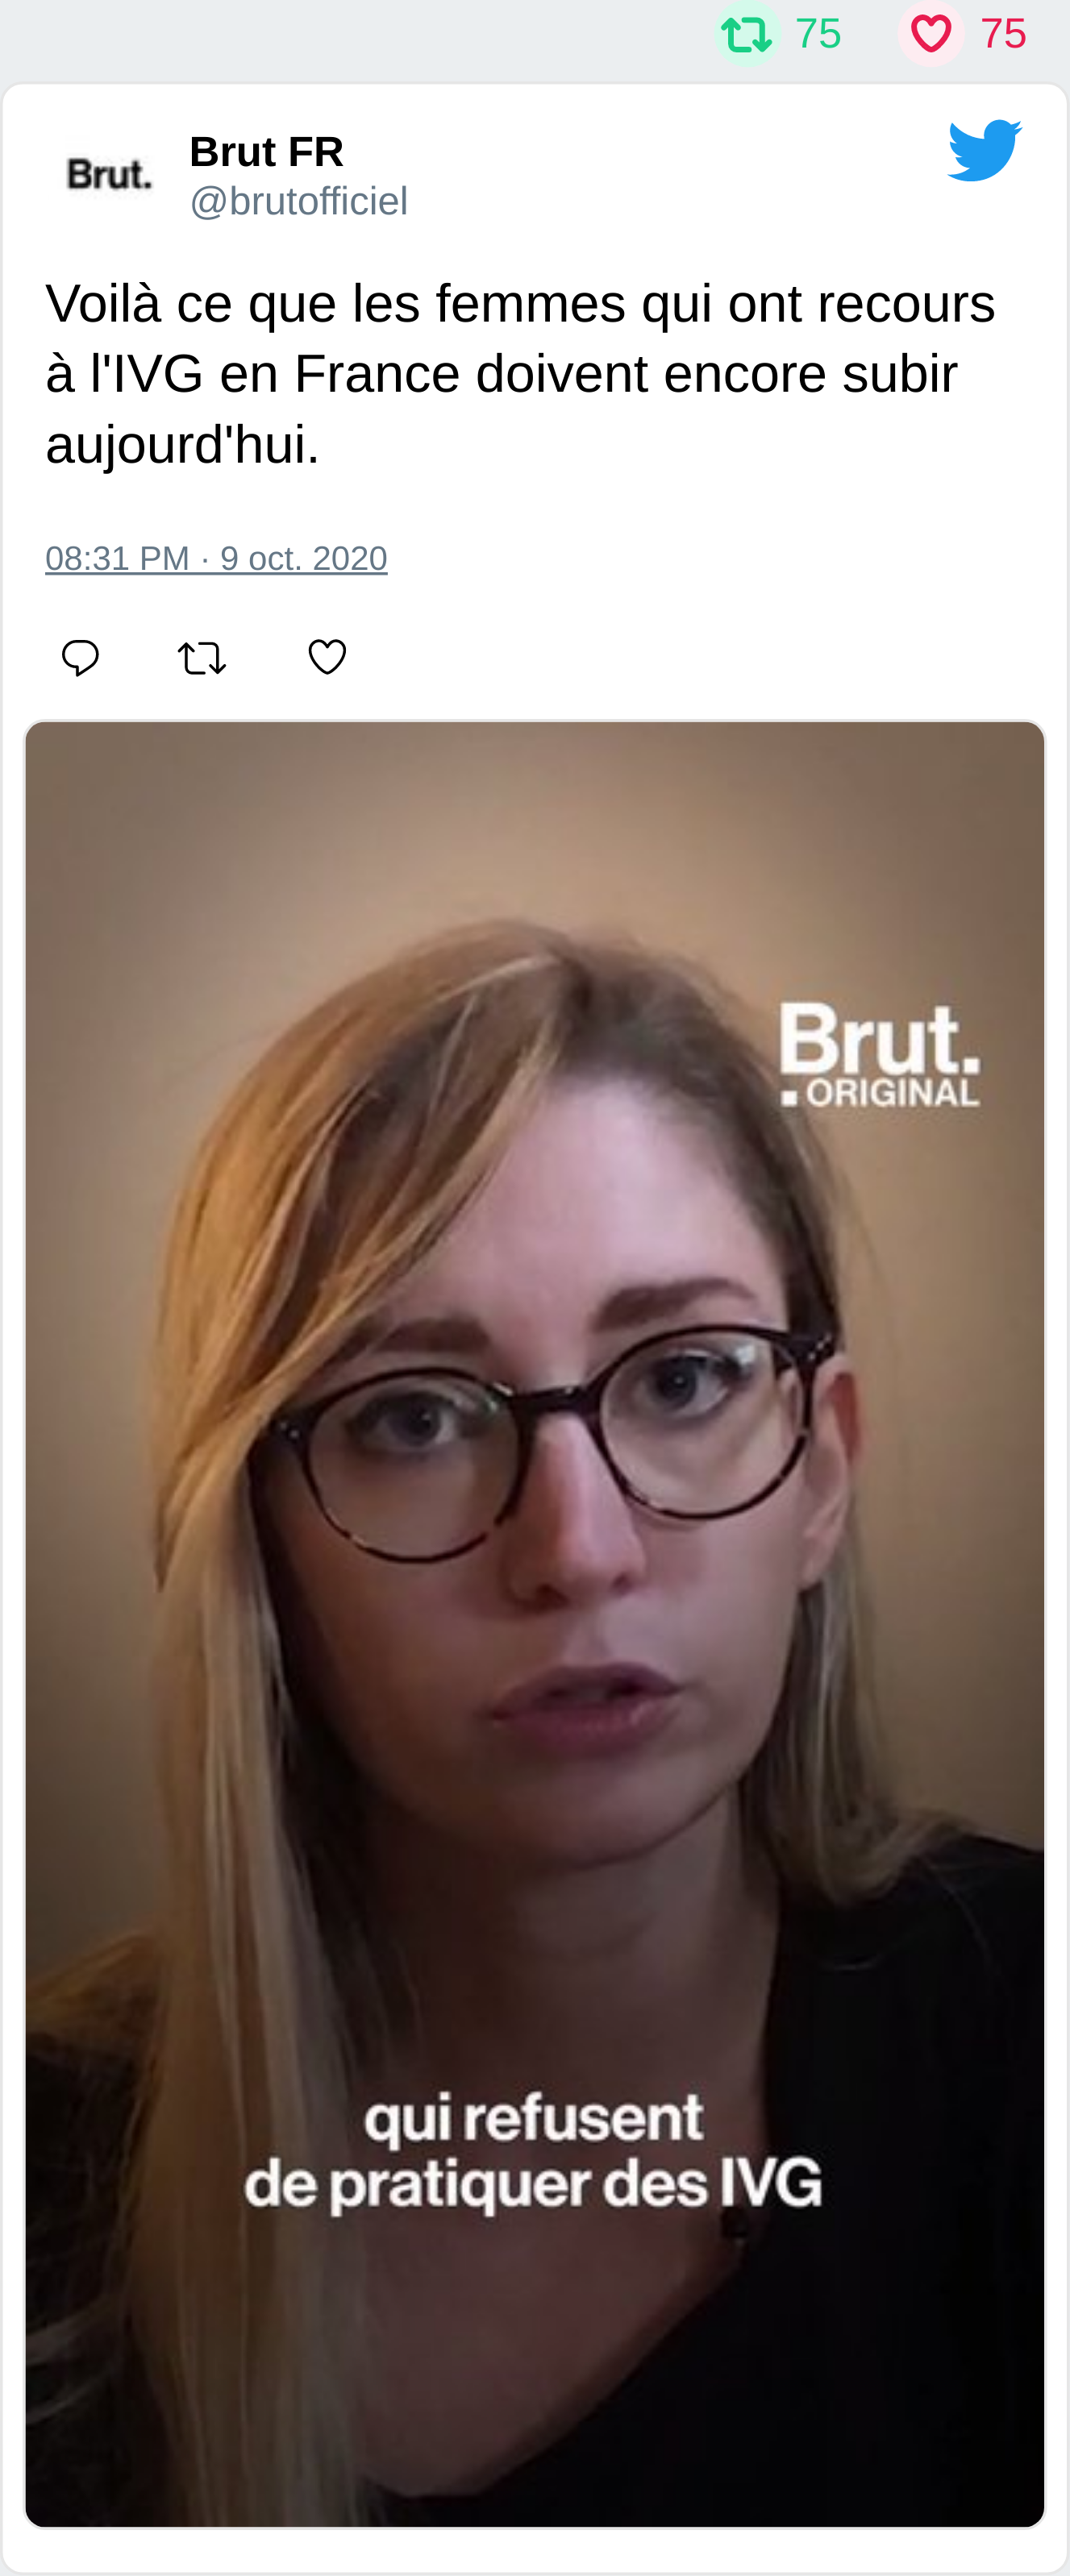 75 75
Brut. Brut FR
@brutofficiel
Voilà ce que les femmes qui ont recours
à l'IVG en France doivent encore subir
aujourd'hui.
08:31 PM · 9 oct. 2020
Brut.
ORIGINAL
qui refusent
de pratiquer des IVG